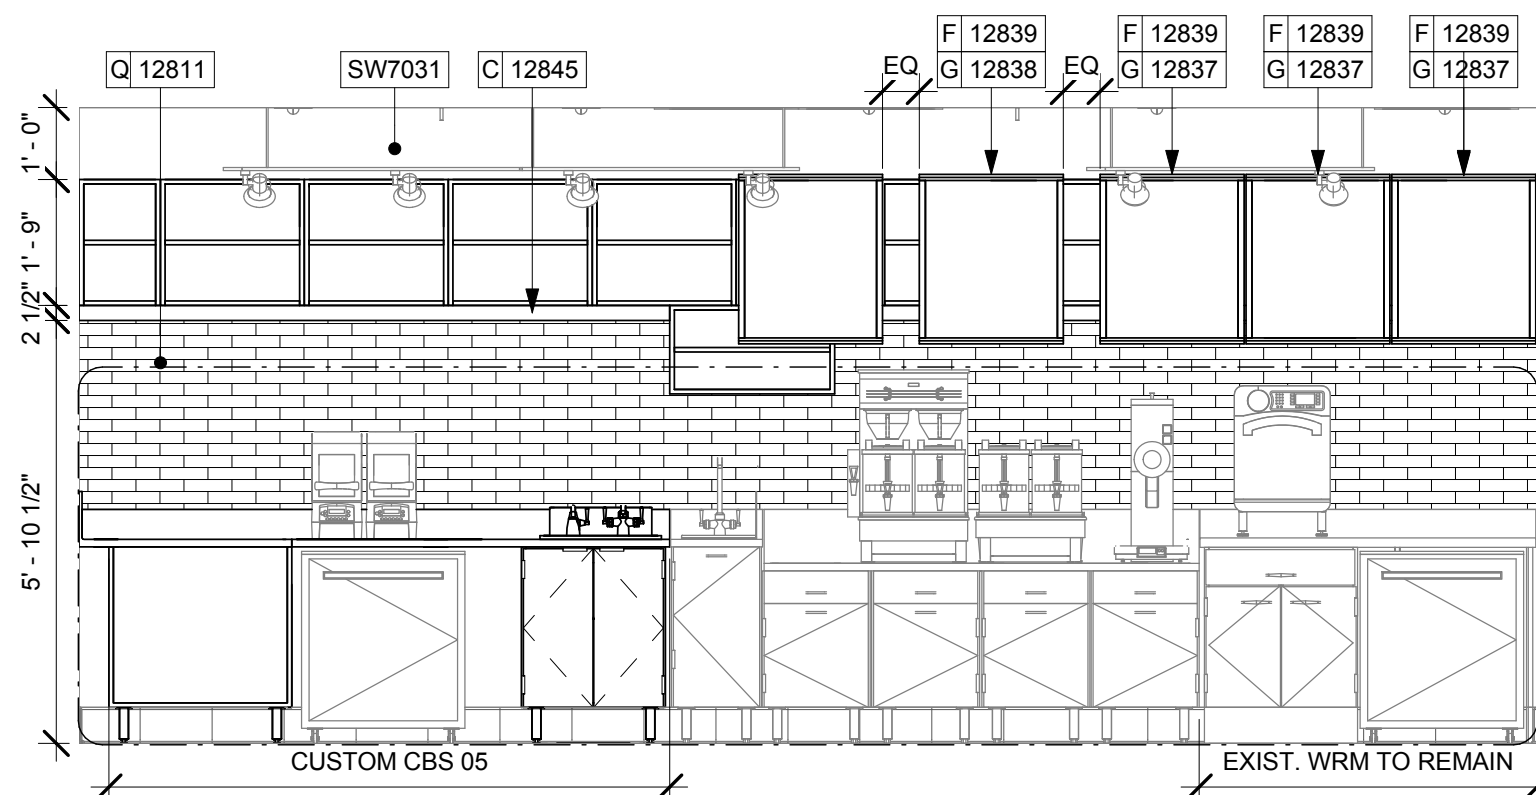 F 12839
F 12839
F 12839
F 12839
Q 12811
SW7031
C 12845
EQ
G 12838
EQ
G 12837
G 12837
G 12837
1' - 0"
1' - 9"
2 1/2"
5' - 10 1/2"
CUSTOM CBS 05
EXIST. WRM TO REMAIN